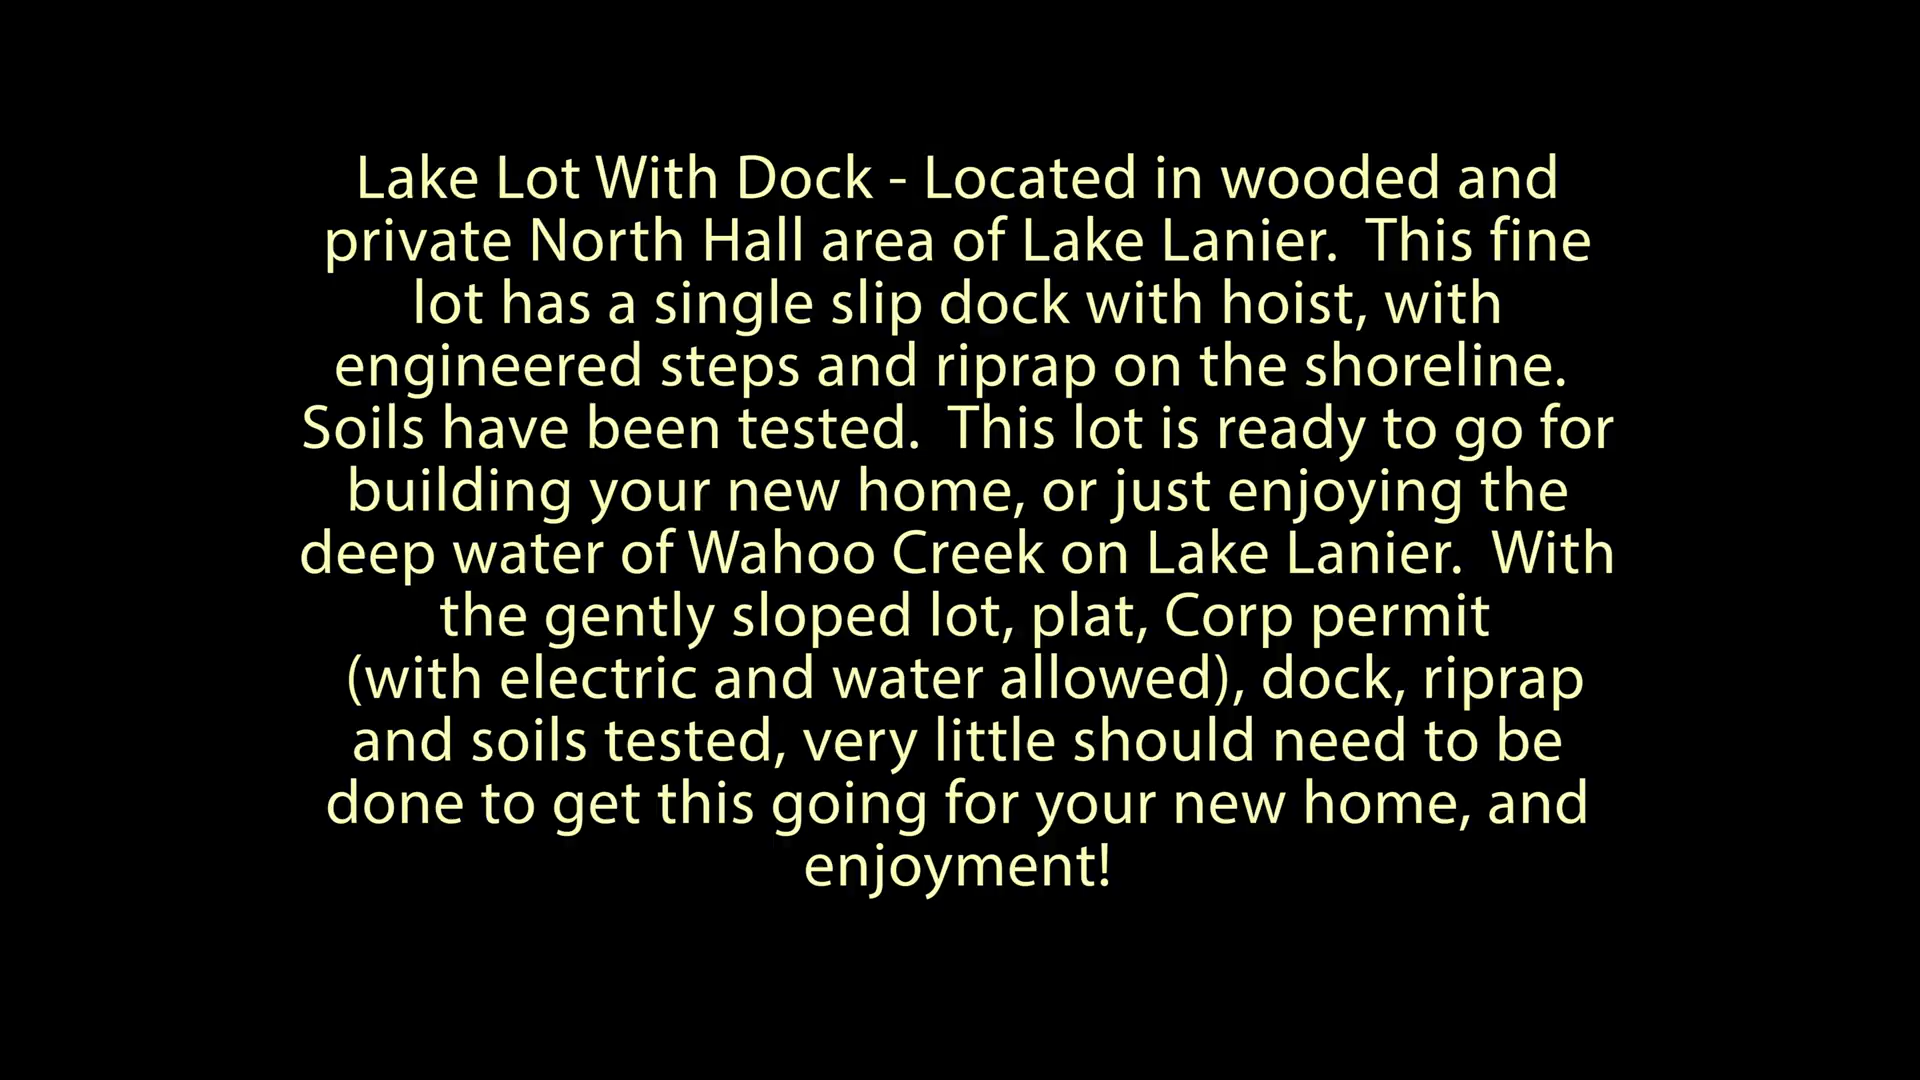 Lake Lot With Dock - Located in wooded and
private North Hall area of Lake Lanier.  This fine
lot has a single slip dock with hoist, with
engineered steps and riprap on the shoreline.
Soils have been tested.  This lot is ready to go for
building your new home, or just enjoying the
deep water of Wahoo Creek on Lake Lanier.  With
the gently sloped lot, plat, Corp permit
(with electric and water allowed), dock, riprap
and soils tested, very little should need to be
done to get this going for your new home, and
enjoyment!